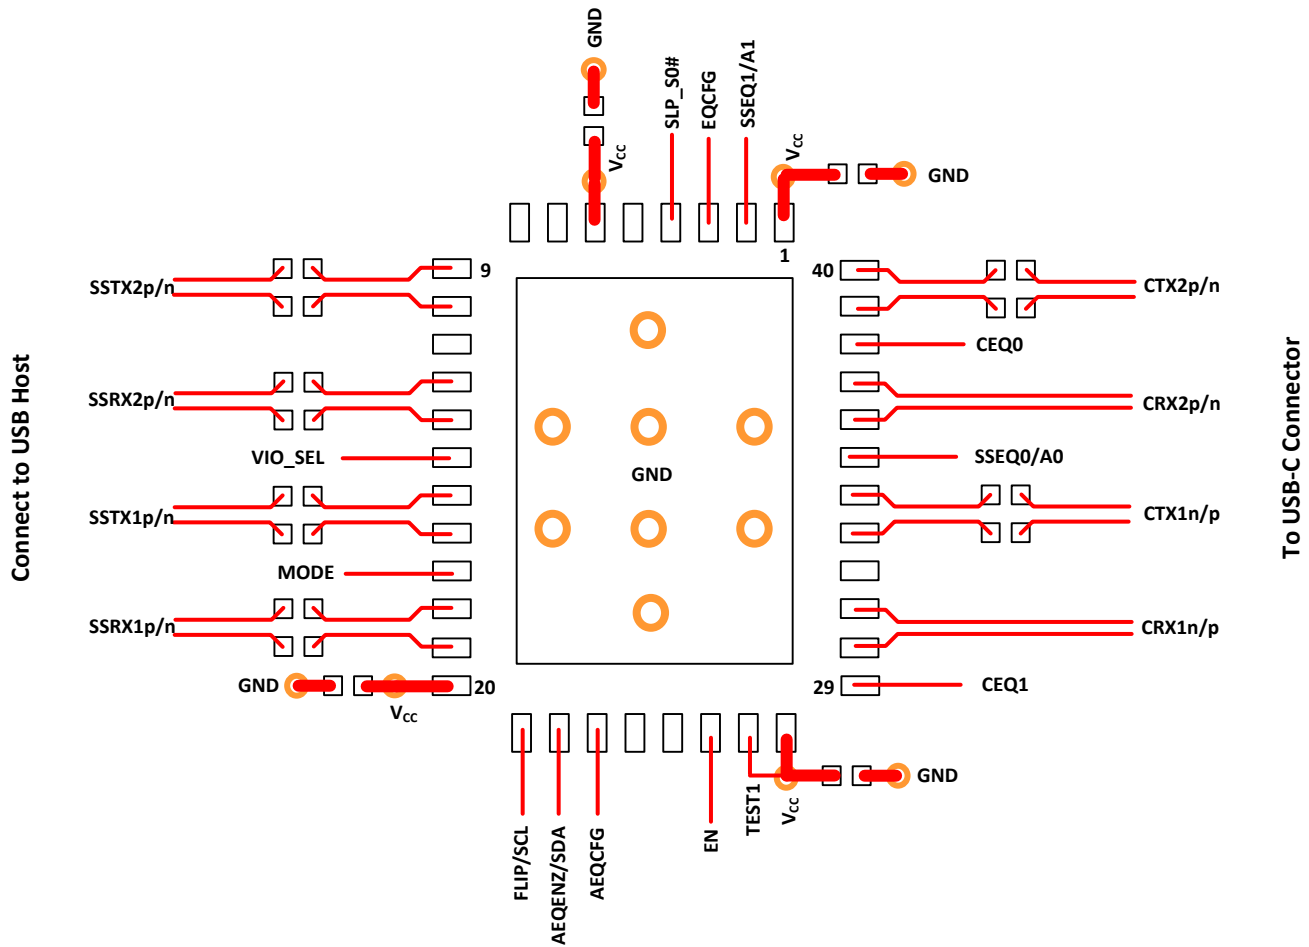 GND
SLP_S0#
EQCFG
SSEQ1/A1
VCC
VCC
GND
1
9
40
SSTX2p/n
CTX2p/n
CEQ0
SSRX2p/n
CRX2p/n
VIO_SEL
SSEQ0/A0
GND
SSTX1p/n
CTX1n/p
MODE
SSRX1p/n
CRX1n/p
GND
20
29
CEQ1
VCC
Connect to USB Host
To USB-C Connector
GND
FLIP/SCL
AEQENZ/SDA
AEQCFG
EN
TEST1
VCC